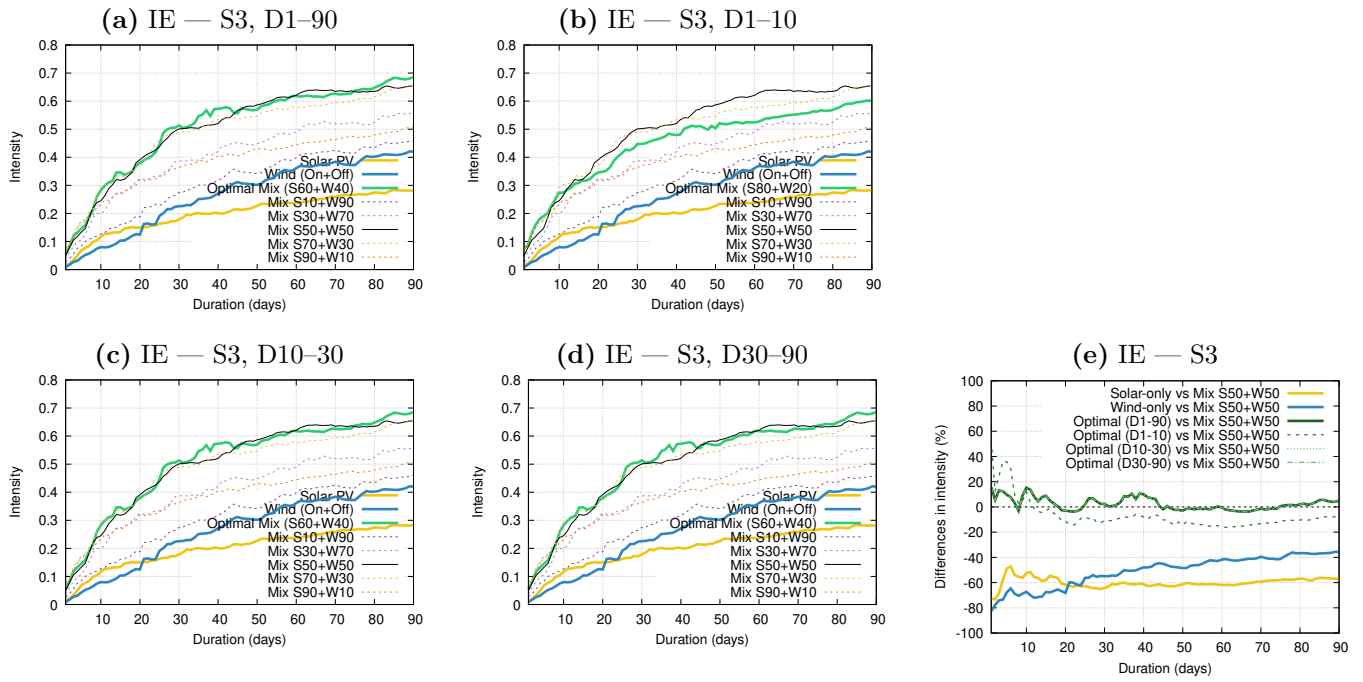 (a) IE — S3, D1–90
0.8
0.7
0.6
0.5
0.4
0.3
0.2
0.1
0
Intensity
10 20 30 40 50 60 70 80 90
Duration (days)
Solar PV
Wind (On+Off)
Optimal Mix (S60+W40)
Mix S10+W90
Mix S30+W70
Mix S50+W50
Mix S70+W30
Mix S90+W10
(b) IE — S3, D1–10
0.8
0.7
0.6
0.5
0.4
0.3
0.2
0.1
0
Intensity
10 20 30 40 50 60 70 80 90
Duration (days)
Solar PV
Wind (On+Off)
Optimal Mix (S80+W20)
Mix S10+W90
Mix S30+W70
Mix S50+W50
Mix S70+W30
Mix S90+W10
(c) IE — S3, D10–30
0.8
0.7
0.6
0.5
0.4
0.3
0.2
0.1
0
Intensity
10 20 30 40 50 60 70 80 90
Duration (days)
Solar PV
Wind (On+Off)
Optimal Mix (S60+W40)
Mix S10+W90
Mix S30+W70
Mix S50+W50
Mix S70+W30
Mix S90+W10
(d) IE — S3, D30–90
0.8
0.7
0.6
0.5
0.4
0.3
0.2
0.1
0
Intensity
10 20 30 40 50 60 70 80 90
Duration (days)
Solar PV
Wind (On+Off)
Optimal Mix (S60+W40)
Mix S10+W90
Mix S30+W70
Mix S50+W50
Mix S70+W30
Mix S90+W10
(e) IE — S3
100
80
60
40
20
0
-20
-40
-60
-80
-100
Differences in intensity (%)
10 20 30 40 50 60 70 80 90
Duration (days)
Solar-only vs Mix S50+W50
Wind-only vs Mix S50+W50
Optimal (D1-90) vs Mix S50+W50
Optimal (D1-10) vs Mix S50+W50
Optimal (D10-30) vs Mix S50+W50
Optimal (D30-90) vs Mix S50+W50